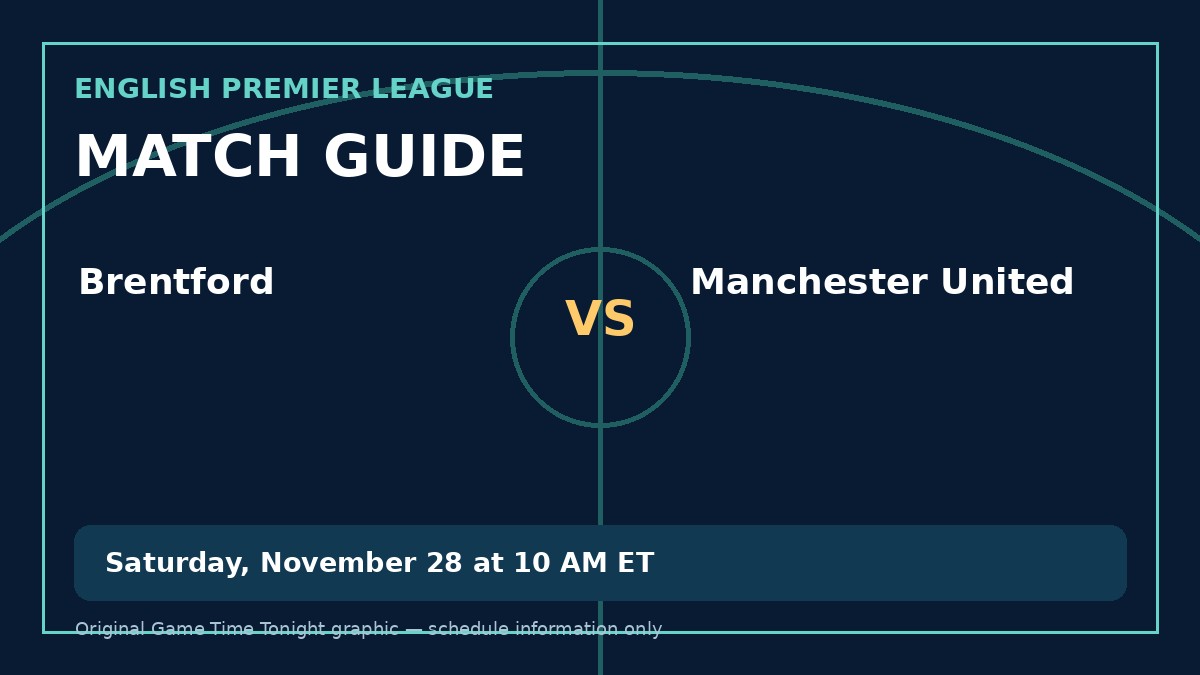 ENGLISH PREMIER LEAGUE
MATCH GUIDE
Brentford
VS
Manchester United
Saturday, November 28 at 10 AM ET
Original Game Time Tonight graphic — schedule information only